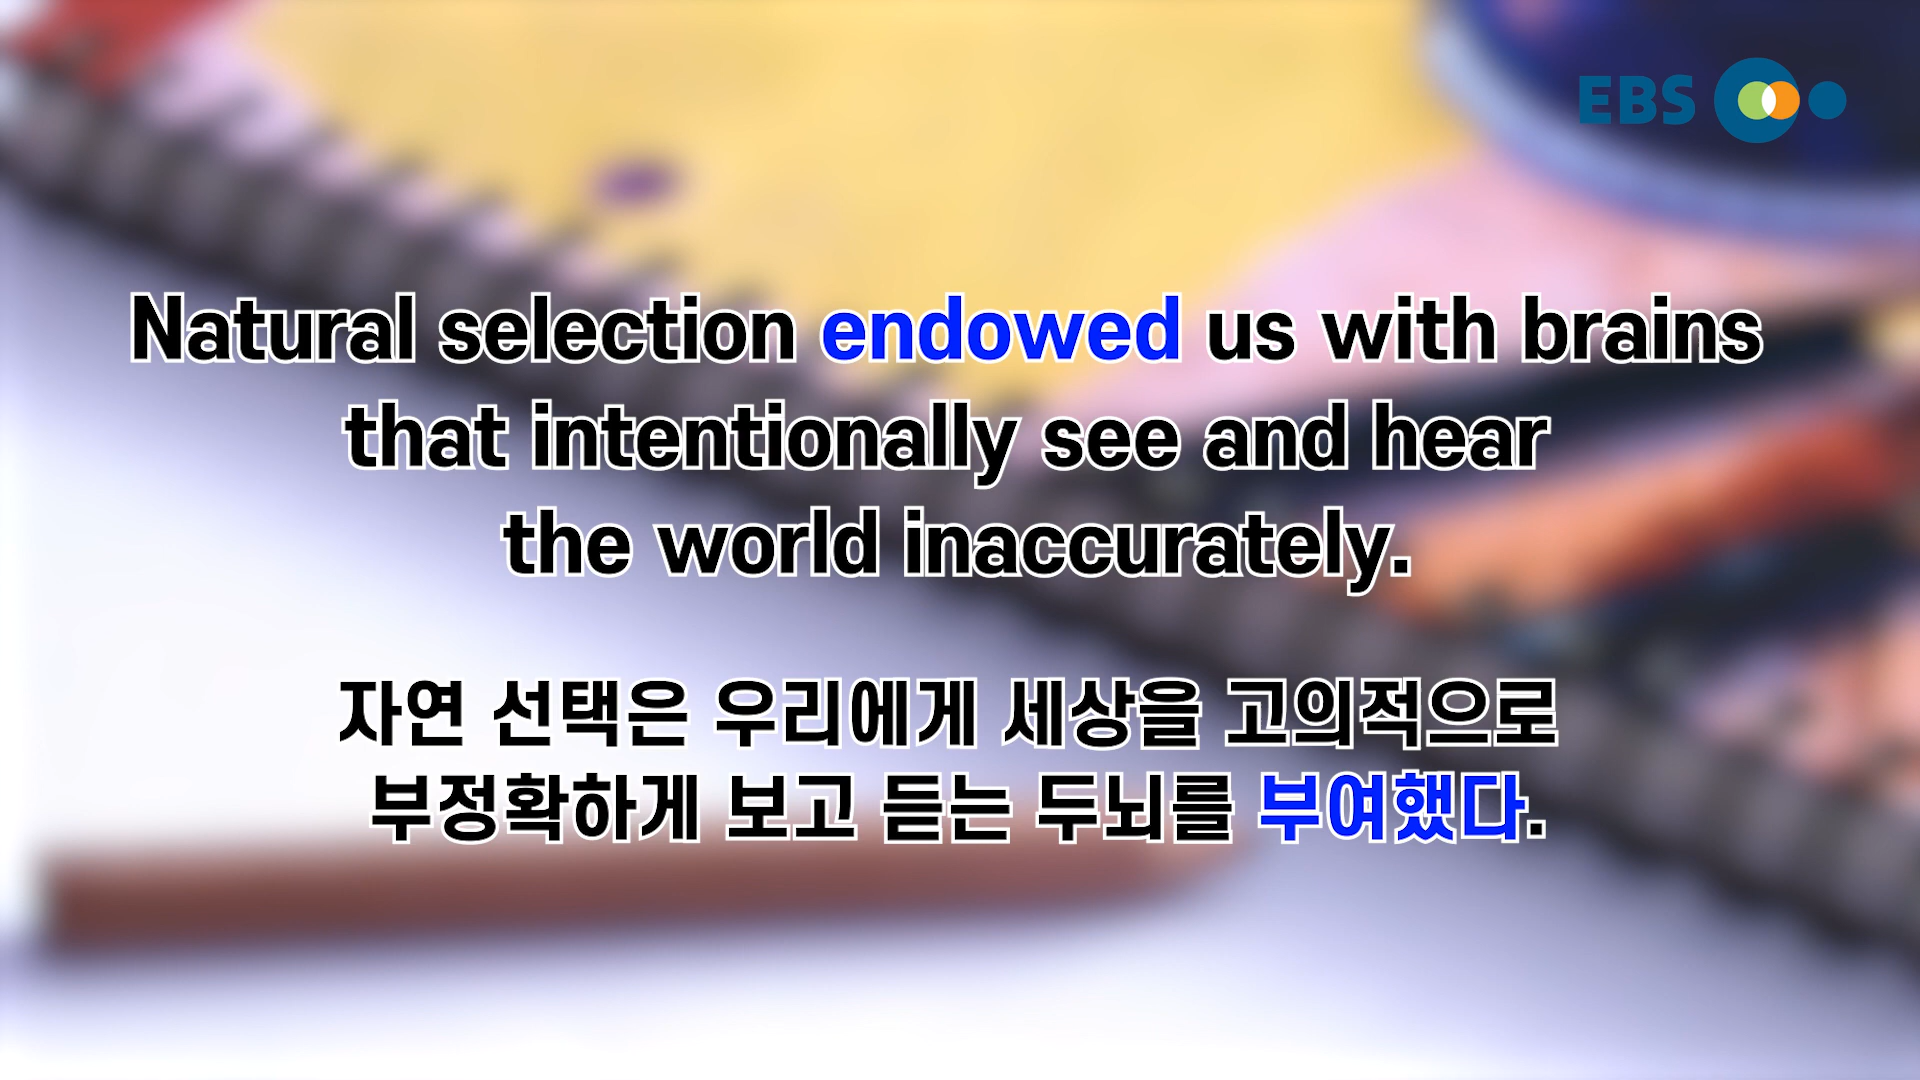 EBS
Natural selection endowed us with brains
that intentionally see and hear
the world inaccurately.
자연 선택은 우리에게 세상을 고의적으로
부정확하게 보고 듣는 두뇌를 부여했다.